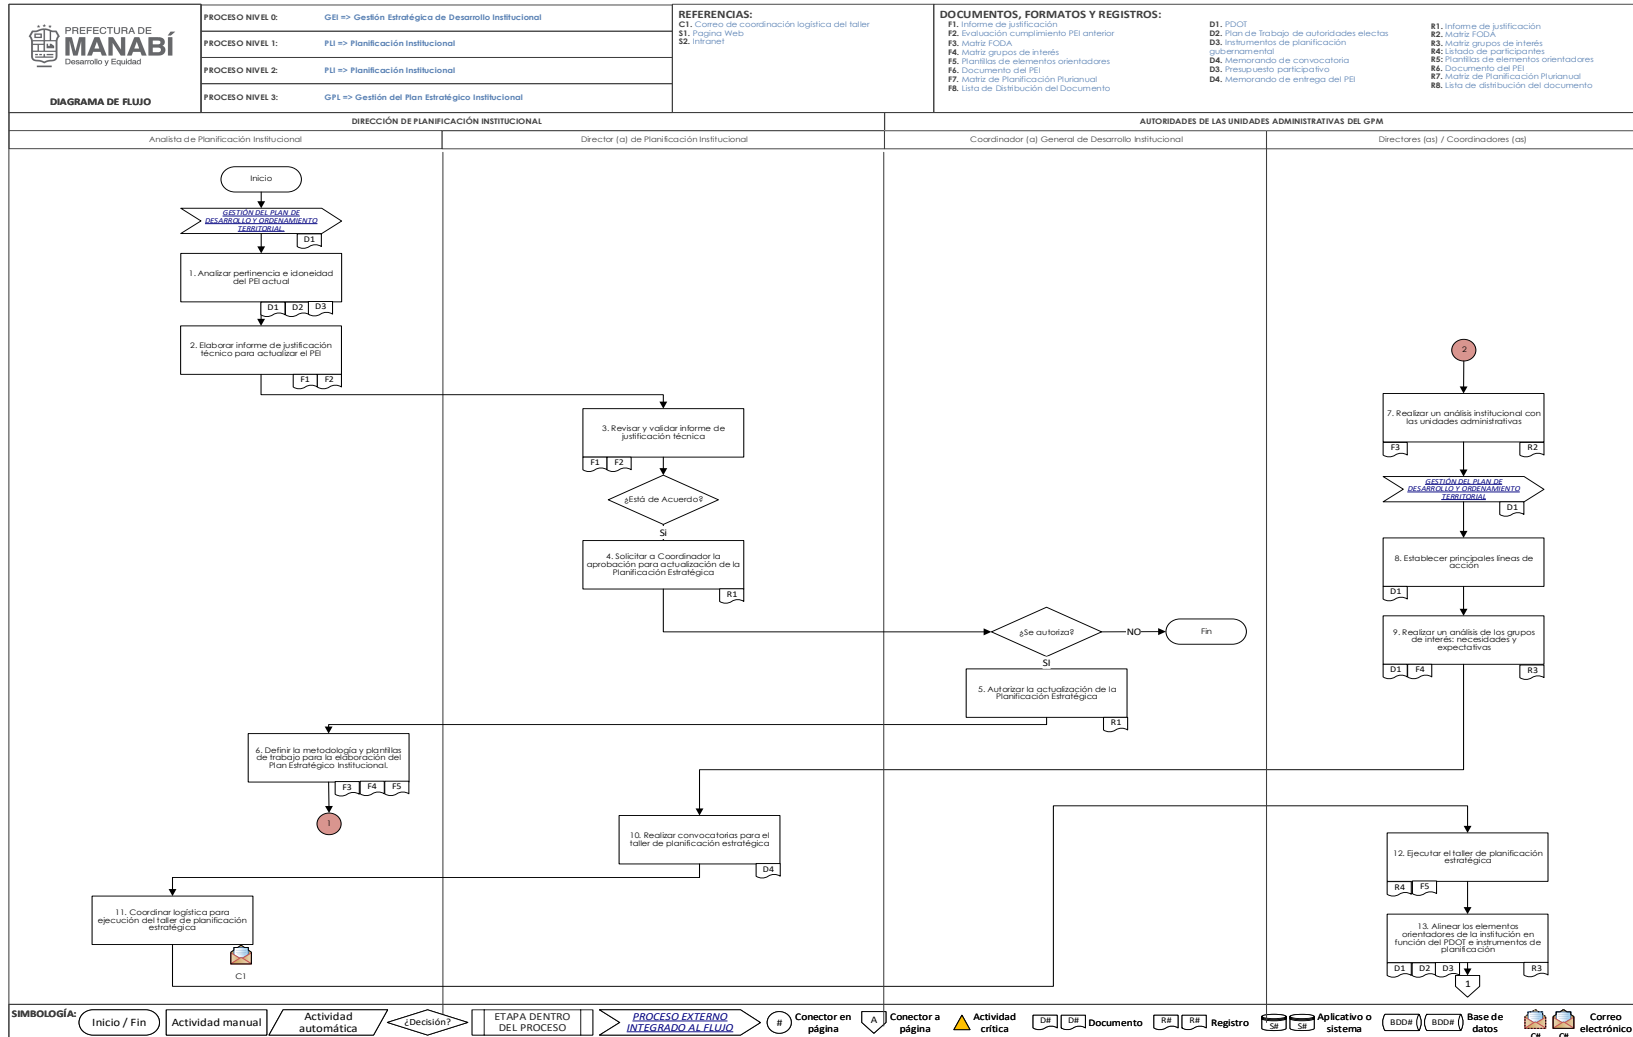 PREFECTURA DE
MANABÍ
Desarrollo y Equidad
DIAGRAMA DE FLUJO
PROCESO NIVEL 0: GEI => Gestión Estratégica de Desarrollo Institucional
PROCESO NIVEL 1: PLI => Planificación Institucional
PROCESO NIVEL 2: PLI => Planificación Institucional
PROCESO NIVEL 3: GPL => Gestión del Plan Estratégico Institucional
REFERENCIAS:
C1. Correo de coordinación logística del taller
S1. Pagina Web
S2. Intranet
DOCUMENTOS, FORMATOS Y REGISTROS:
F1. Informe de justificación
F2. Evaluación cumplimiento PEI anterior
F3. Matriz FODA
F4. Matriz grupos de interés
F5. Plantillas de elementos orientadores
F6. Documento del PEI
F7. Matriz de Planificación Plurianual
F8. Lista de Distribución del Documento
D1. PDOT
D2. Plan de Trabajo de autoridades electas
D3. Instrumentos de planificación
gubernamental
D4. Memorando de convocatoria
D3. Presupuesto participativo
D4. Memorando de entrega del PEI
R1. Informe de justificación
R2. Matriz FODA
R3. Matriz grupos de interés
R4: Listado de participantes
R5: Plantillas de elementos orientadores
R6. Documento del PEI
R7. Matriz de Planificación Plurianual
R8. Lista de distribución del documento
DIRECCIÓN DE PLANIFICACIÓN INSTITUCIONAL
AUTORIDADES DE LAS UNIDADES ADMINISTRATIVAS DEL GPM
Analista de Planificación Institucional
Director (a) de Planificación Institucional
Coordinador (a) General de Desarrollo Institucional
Directores (as) / Coordinadores (as)
Inicio
GESTIÓN DEL PLAN DE
DESARROLLO Y ORDENAMIENTO
TERRITORIAL.
D1
1. Analizar pertinencia e idoneidad
del PEI actual
D1 D2 D3
2. Elaborar informe de justificación
técnico para actualizar el PEI
F1 F2
3. Revisar y validar informe de
justificación técnica
F1 F2
¿Está de Acuerdo?
Si
4. Solicitar a Coordinador la
aprobación para actualización de la
Planificación Estratégica
R1
¿Se autoriza?
NO
Fin
SI
5. Autorizar la actualización de la
Planificación Estratégica
R1
6. Definir la metodología y plantillas
de trabajo para la elaboración del
Plan Estratégico Institucional.
F3 F4 F5
1
2
7. Realizar un análisis institucional con
las unidades administrativas
F3 R2
GESTIÓN DEL PLAN DE
DESARROLLO Y ORDENAMIENTO
TERRITORIAL
D1
8. Establecer principales líneas de
acción
D1
9. Realizar un análisis de los grupos
de interés: necesidades y
expectativas
D1 F4 R3
10. Realizar convocatorias para el
taller de planificación estratégica
D4
11. Coordinar logística para
ejecución del taller de planificación
estratégica
C1
12. Ejecutar el taller de planificación
estratégica
R4 F5
13. Alinear los elementos
orientadores de la institución en
función del PDOT e instrumentos de
planificación
D1 D2 D3 R3
1
SIMBOLOGÍA:
Inicio / Fin
Actividad manual
Actividad
automática
¿Decisión?
ETAPA DENTRO
DEL PROCESO
PROCESO EXTERNO
INTEGRADO AL FLUJO
#
Conector en
página
A
Conector a
página
Actividad
crítica
D# D# Documento
R# R# Registro
S# S#
Aplicativo o
sistema
BDD# BDD#
Base de
datos
C# C#
Correo
electrónico